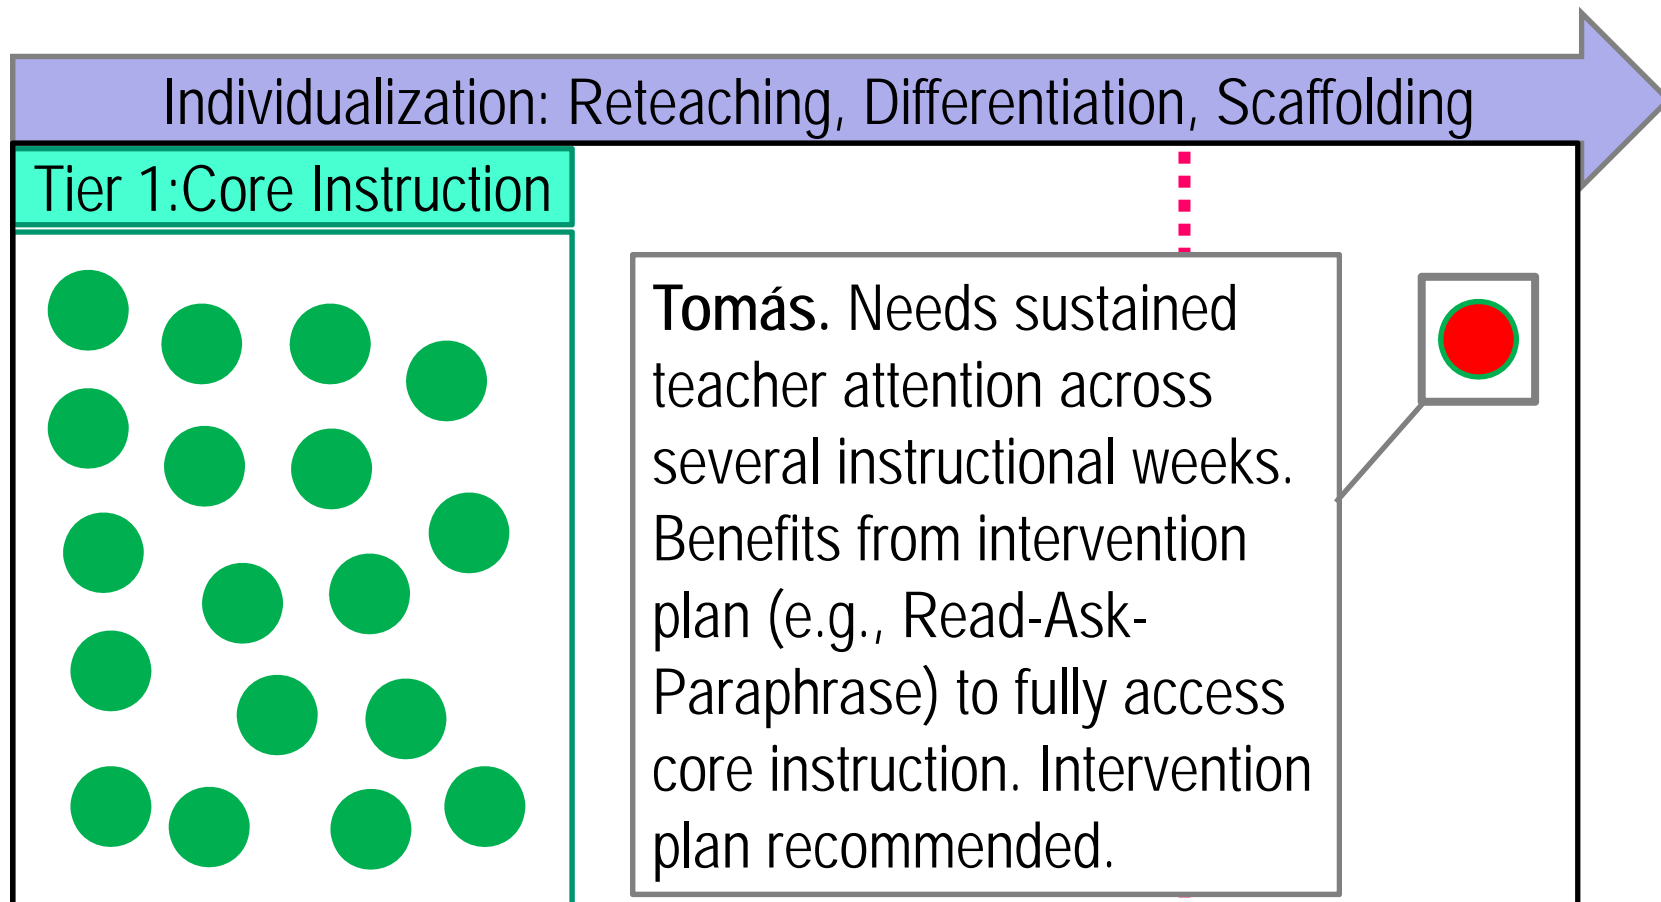 Individualization: Reteaching, Differentiation, Scaffolding
Tier 1:Core Instruction
Tomás. Needs sustained
teacher attention across
several instructional weeks.
Benefits from intervention
plan (e.g., Read-Ask-
Paraphrase) to fully access
core instruction. Intervention
plan recommended.